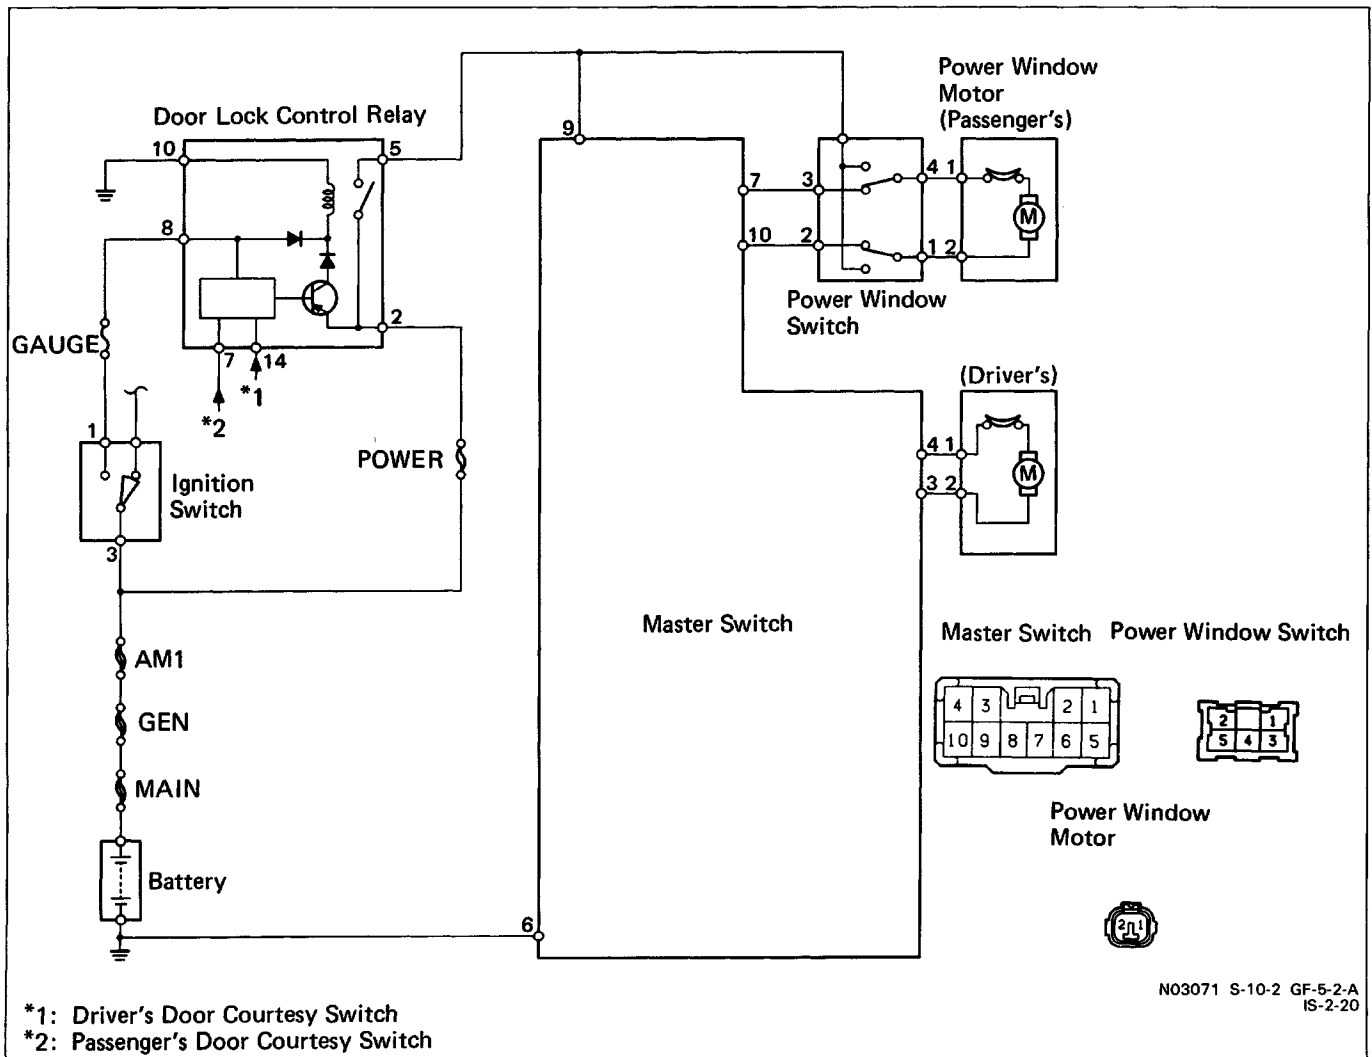 Door Lock Control Relay
10
5
8
2
7
14
*1
*2
GAUGE
1
Ignition
Switch
3
POWER
AM1
GEN
MAIN
Battery
9
7
10
4
3
6
Master Switch
3
2
4
1
Power Window
Switch
Power Window
Motor
(Passenger's)
1
2
(Driver's)
1
2
Master Switch
4 3 2 1
10 9 8 7 6 5
Power Window Switch
2 1
5 4 3
Power Window
Motor
2 1
N03071 S-10-2 GF-5-2-A
IS-2-20
*1: Driver's Door Courtesy Switch
*2: Passenger's Door Courtesy Switch